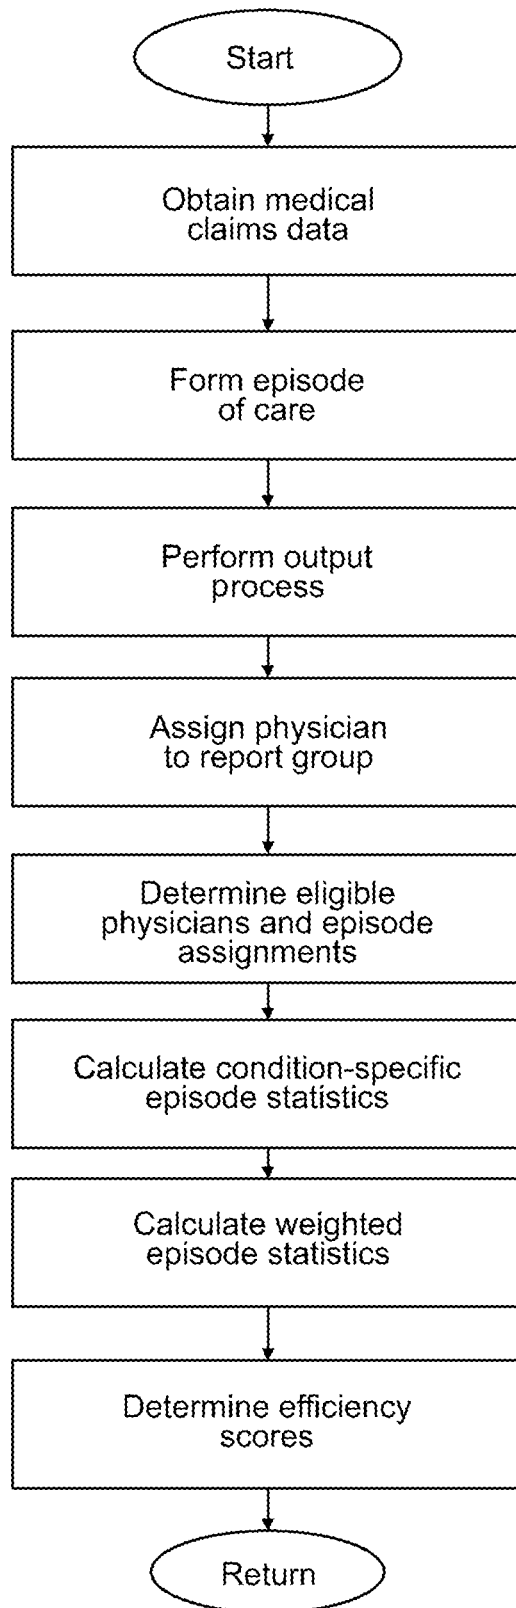 Start
Obtain medical
claims data
Form episode
of care
Perform output
process
Assign physician
to report group
Determine eligible
physicians and episode
assignments
Calculate condition-specific
episode statistics
Calculate weighted
episode statistics
Determine efficiency
scores
Return